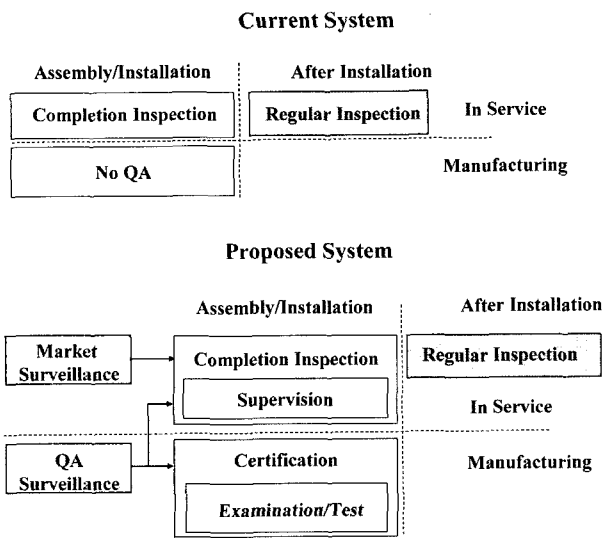 Current System
Assembly/Installation
After Installation
Completion Inspection
Regular Inspection
In Service
No QA
Manufacturing
Proposed System
Assembly/Installation
After Installation
Market
Surveillance
Completion Inspection
Regular Inspection
Supervision
In Service
QA
Surveillance
Certification
Manufacturing
Examination/Test